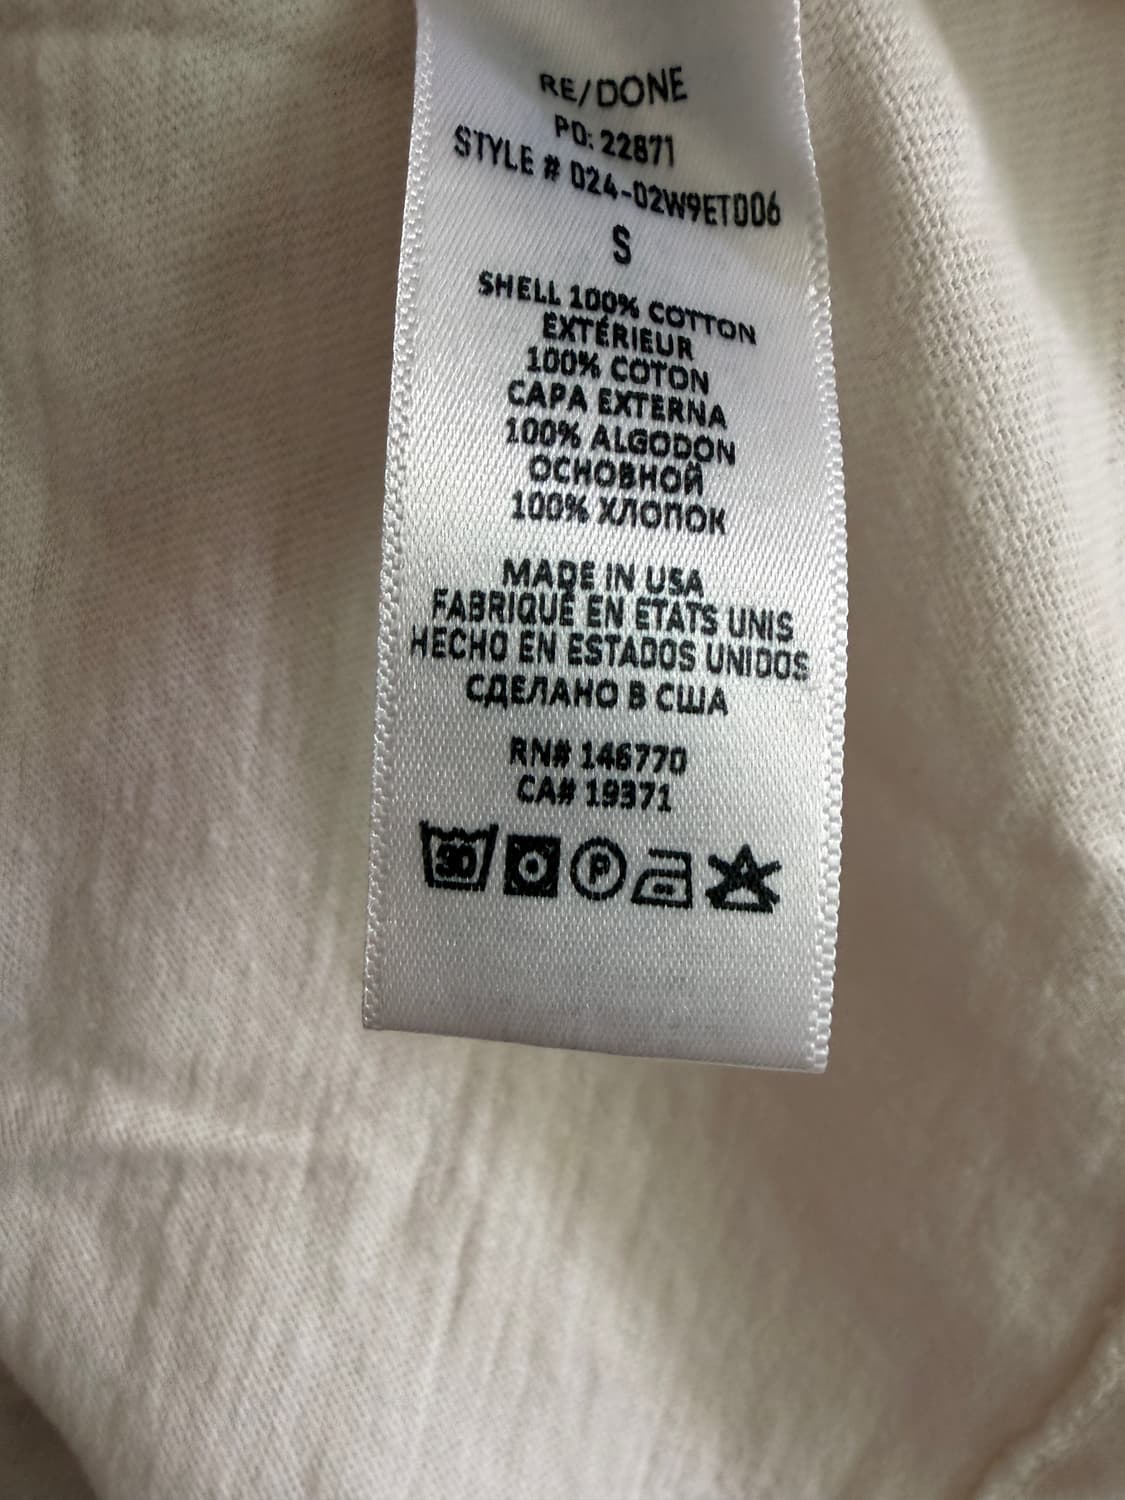 RE/DONE
PO: 22871
STYLE # 024-02W9ET006
S
SHELL 100% COTTON
EXTÉRIEUR
100% COTON
CAPA EXTERNA
100% ALGODON
ОСНОВНОЙ
100% ХЛОПОК
MADE IN USA
FABRIQUÉ EN ETATS UNIS
HECHO EN ESTADOS UNIDOS
СДЕЛАНО В США
RN# 146770
CA# 19371
30 P